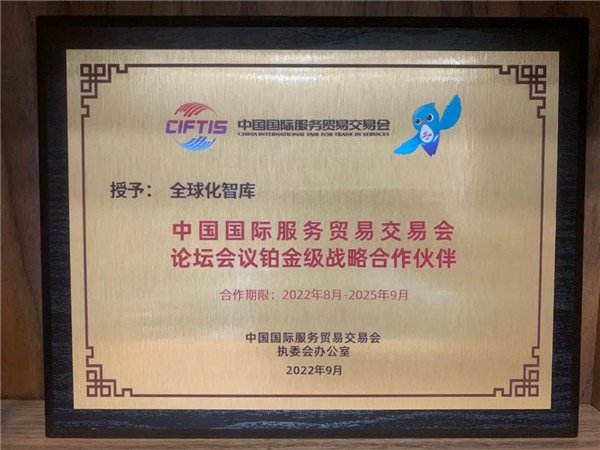 CIFTIS
中国国际服务贸易交易会
CHINA INTERNATIONAL FAIR FOR TRADE IN SERVICES
授予： 全球化智库
中国国际服务贸易交易会
论坛会议铂金级战略合作伙伴
合作期限：2022年8月-2025年9月
中国国际服务贸易交易会
执委会办公室
2022年9月